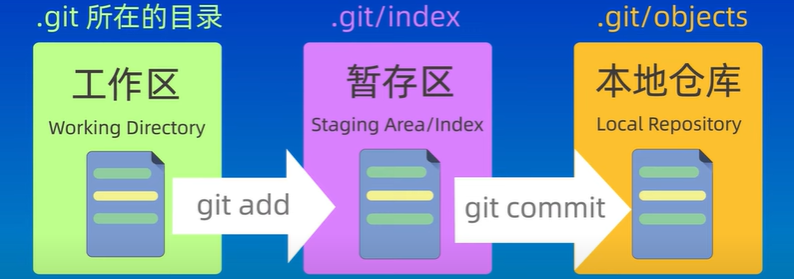 .git 所在的目录
.git/index
.git/objects
工作区
Working Directory
暂存区
Staging Area/Index
本地仓库
Local Repository
git add
git commit